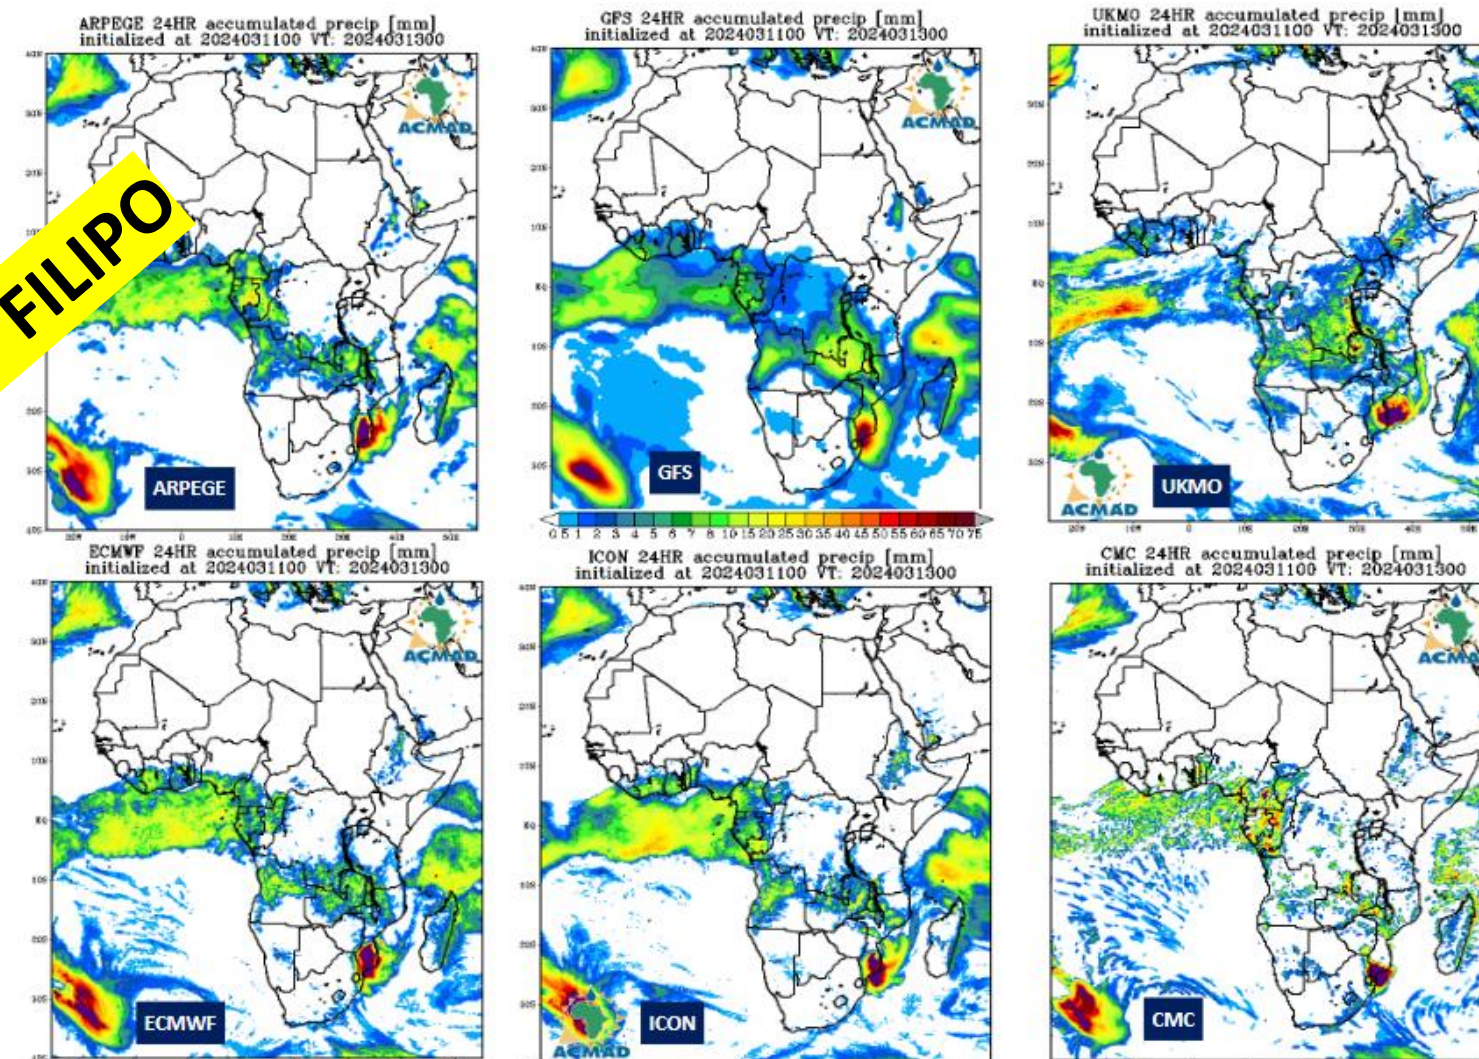 ARPEGE 24HR accumulated precip [mm]
initialized at 2024031100 VT: 2024031300
GFS 24HR accumulated precip [mm]
initialized at 2024031100 VT: 2024031300
UKMO 24HR accumulated precip [mm]
initialized at 2024031100 VT: 2024031300
ACMAD
ACMAD
FILIPO
ARPEGE
GFS
UKMO
ACMAD
0.5 1 2 3 4 5 6 7 8 10 15 20 25 30 35 40 45 50 55 60 65 70 75
ECMWF 24HR accumulated precip [mm]
initialized at 2024031100 VT: 2024031300
ICON 24HR accumulated precip [mm]
initialized at 2024031100 VT: 2024031300
CMC 24HR accumulated precip [mm]
initialized at 2024031100 VT: 2024031300
ACMAD
ACMA
ECMWF
ICON
CMC
ACMAD